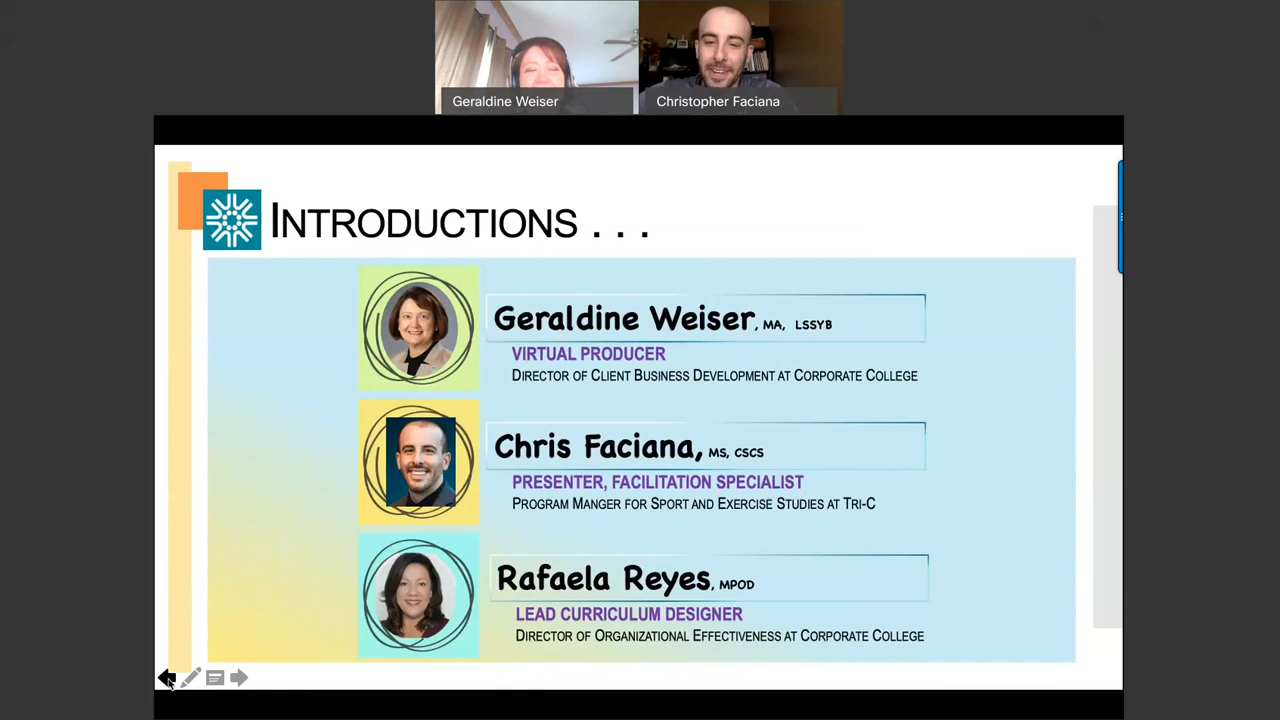 Geraldine Weiser
Christopher Faciana
INTRODUCTIONS . . .
Geraldine Weiser, MA, LSSYB
VIRTUAL PRODUCER
DIRECTOR OF CLIENT BUSINESS DEVELOPMENT AT CORPORATE COLLEGE
Chris Faciana, MS, CSCS
PRESENTER, FACILITATION SPECIALIST
PROGRAM MANGER FOR SPORT AND EXERCISE STUDIES AT TRI-C
Rafaela Reyes, MPOD
LEAD CURRICULUM DESIGNER
DIRECTOR OF ORGANIZATIONAL EFFECTIVENESS AT CORPORATE COLLEGE